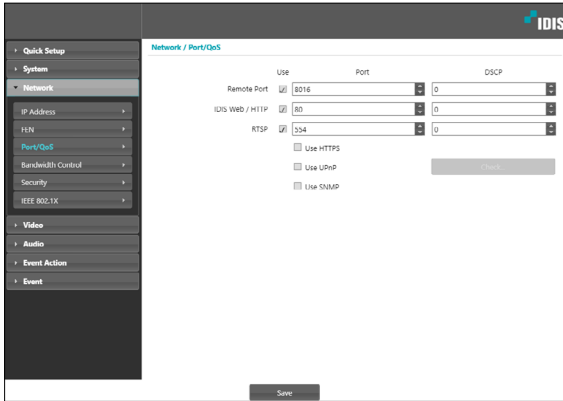 IDIS
Quick Setup
System
Network
IP Address
FEN
Port/QoS
Bandwidth Control
Security
IEEE 802.1X
Video
Audio
Event Action
Event
Network / Port/QoS
Use Port DSCP
Remote Port 8016 0
IDIS Web / HTTP 80 0
RTSP 554 0
Use HTTPS
Use UPnP Check
Use SNMP
Save